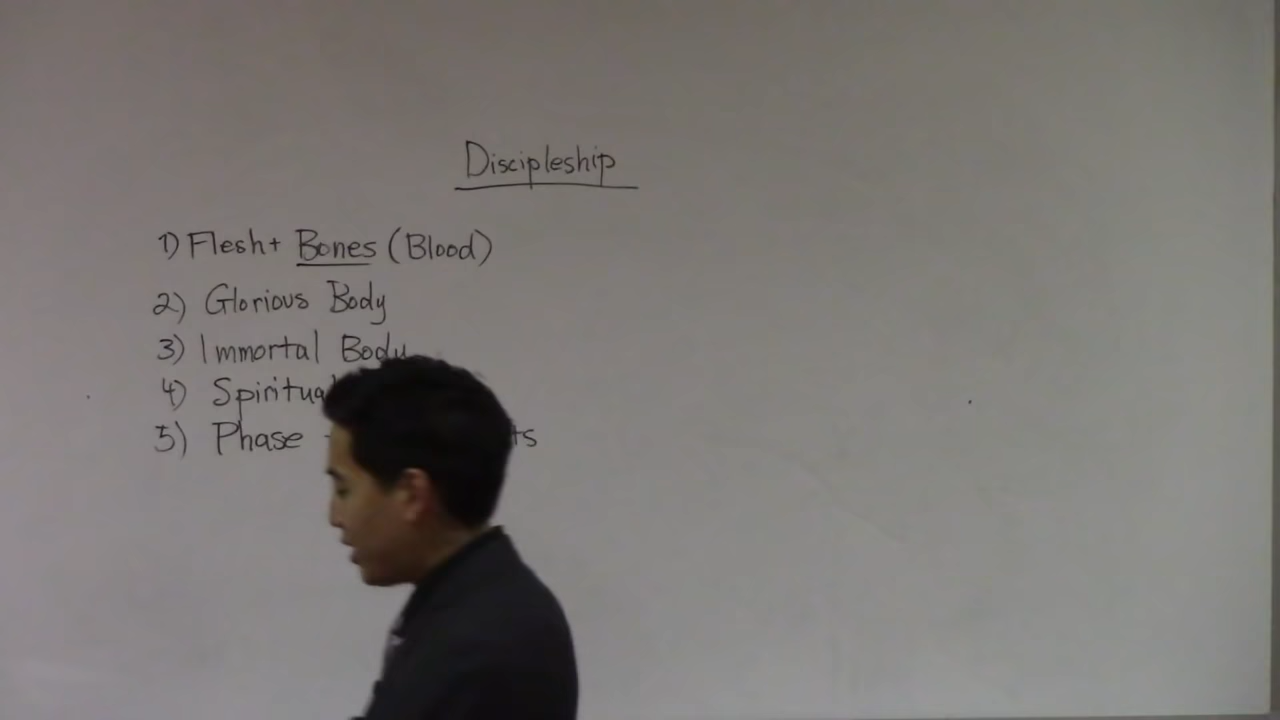 Discipleship
1) Flesh + Bones (Blood)
2) Glorious Body
3) Immortal Body
4) Spiritual
5) Phase